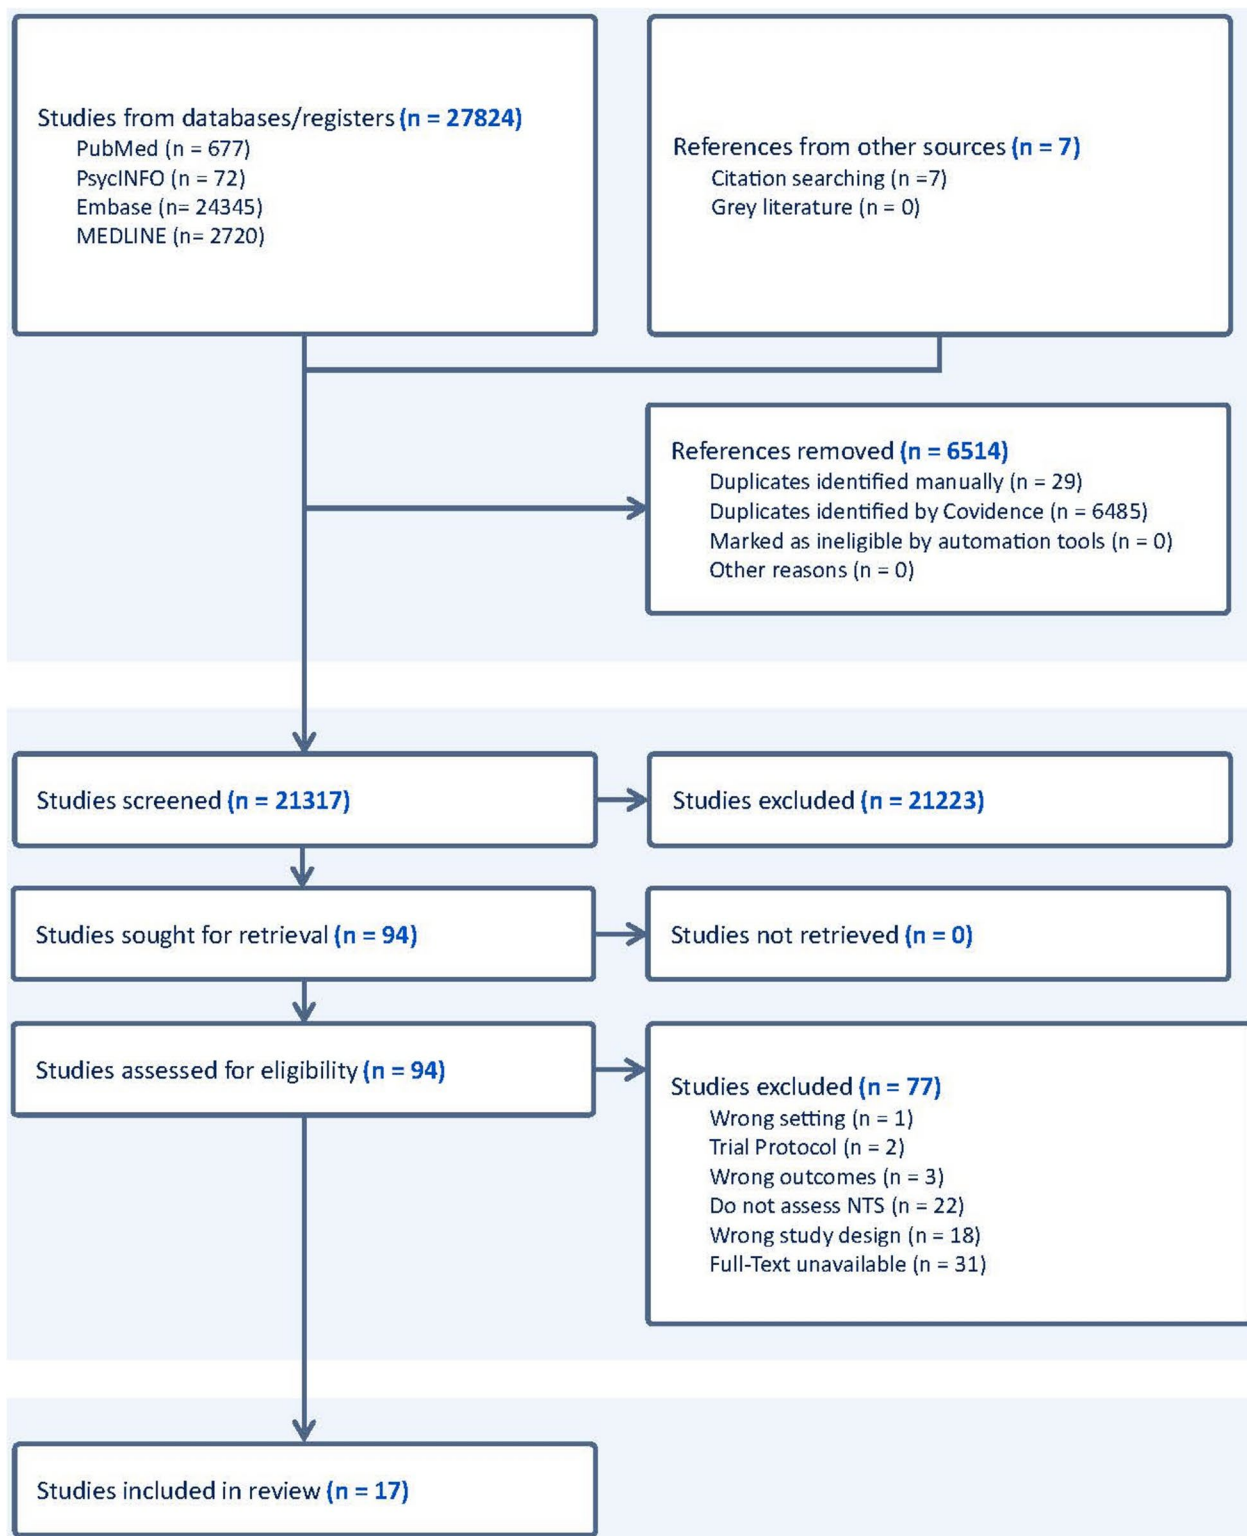 Studies from databases/registers (n = 27824)
PubMed (n = 677)
PsycINFO (n = 72)
Embase (n= 24345)
MEDLINE (n= 2720)
References from other sources (n = 7)
Citation searching (n =7)
Grey literature (n = 0)
References removed (n = 6514)
Duplicates identified manually (n = 29)
Duplicates identified by Covidence (n = 6485)
Marked as ineligible by automation tools (n = 0)
Other reasons (n = 0)
Studies screened (n = 21317)
Studies excluded (n = 21223)
Studies sought for retrieval (n = 94)
Studies not retrieved (n = 0)
Studies assessed for eligibility (n = 94)
Studies excluded (n = 77)
Wrong setting (n = 1)
Trial Protocol (n = 2)
Wrong outcomes (n = 3)
Do not assess NTS (n = 22)
Wrong study design (n = 18)
Full-Text unavailable (n = 31)
Studies included in review (n = 17)